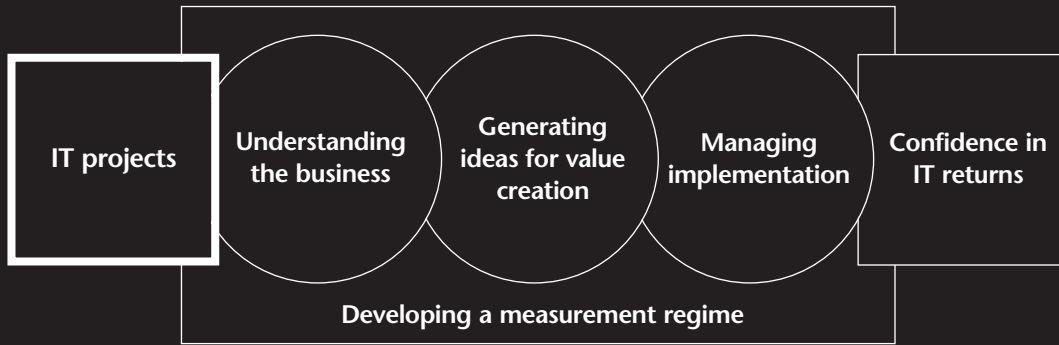 IT projects
Understanding
the business
Generating
ideas for value
creation
Managing
implementation
Confidence in
IT returns
Developing a measurement regime